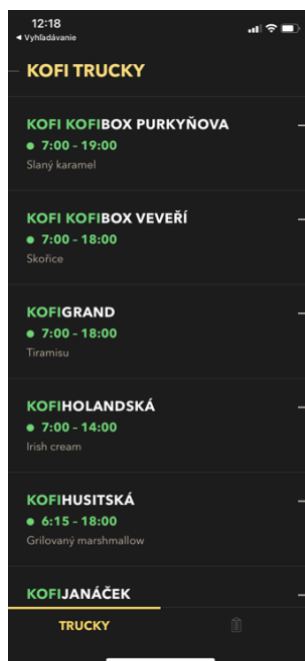 12:18
◀ Vyhľadávanie
KOFI TRUCKY
KOFI KOFIBOX PURKYŇOVA
7:00 - 19:00
Slaný karamel
KOFI KOFIBOX VEVEŘÍ
7:00 - 18:00
Skořice
KOFIGRAND
7:00 - 18:00
Tiramisu
KOFIHOLANDSKÁ
7:00 - 14:00
Irish cream
KOFIHUSITSKÁ
6:15 - 18:00
Grilovaný marshmallow
KOFIJANÁČEK
TRUCKY